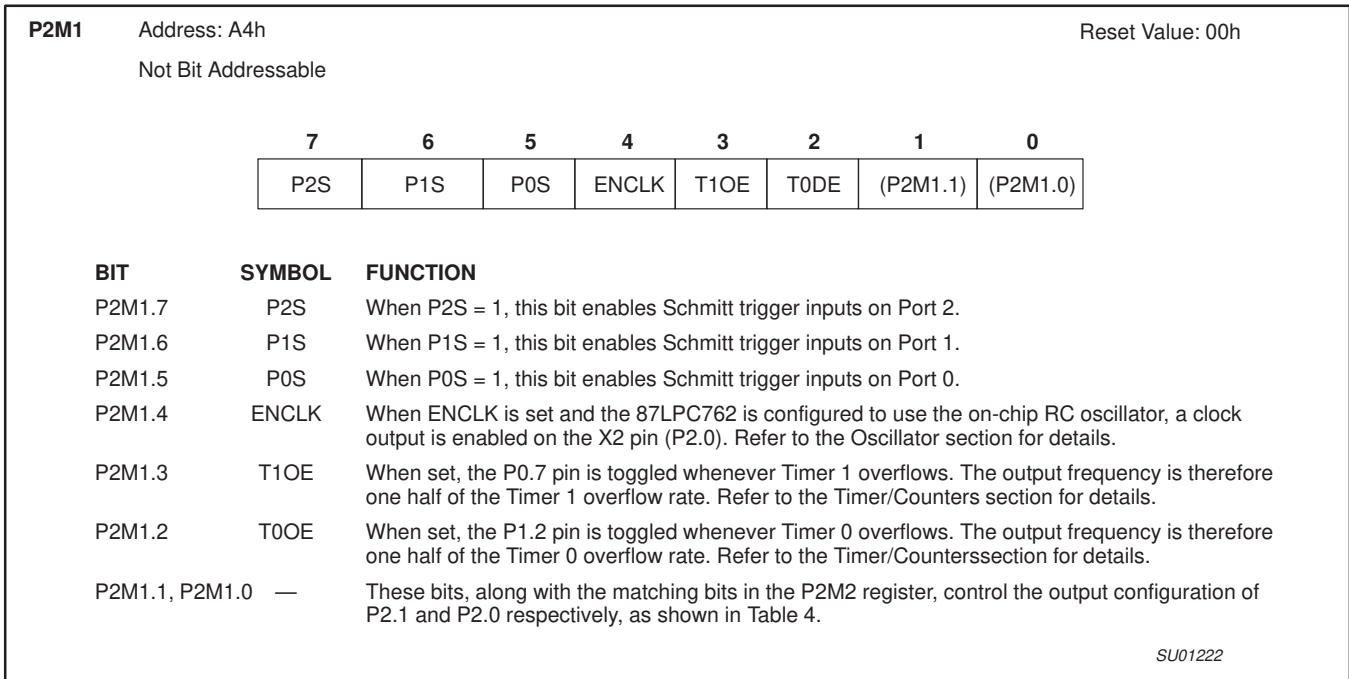 P2M1 Address: A4h Reset Value: 00h
Not Bit Addressable
7 6 5 4 3 2 1 0
P2S P1S P0S ENCLK T1OE T0DE (P2M1.1) (P2M1.0)
BIT SYMBOL FUNCTION
P2M1.7 P2S When P2S = 1, this bit enables Schmitt trigger inputs on Port 2.
P2M1.6 P1S When P1S = 1, this bit enables Schmitt trigger inputs on Port 1.
P2M1.5 P0S When P0S = 1, this bit enables Schmitt trigger inputs on Port 0.
P2M1.4 ENCLK When ENCLK is set and the 87LPC762 is configured to use the on-chip RC oscillator, a clock
output is enabled on the X2 pin (P2.0). Refer to the Oscillator section for details.
P2M1.3 T1OE When set, the P0.7 pin is toggled whenever Timer 1 overflows. The output frequency is therefore
one half of the Timer 1 overflow rate. Refer to the Timer/Counters section for details.
P2M1.2 T0OE When set, the P1.2 pin is toggled whenever Timer 0 overflows. The output frequency is therefore
one half of the Timer 0 overflow rate. Refer to the Timer/Counterssection for details.
P2M1.1, P2M1.0 — These bits, along with the matching bits in the P2M2 register, control the output configuration of
P2.1 and P2.0 respectively, as shown in Table 4.
SU01222